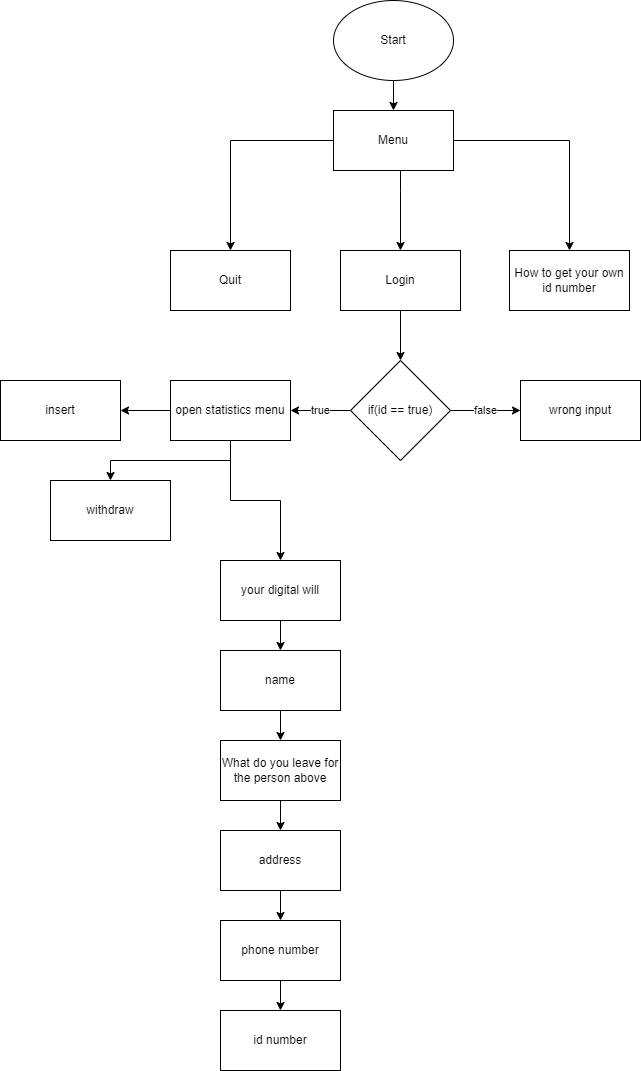 Start
Menu
Quit
Login
How to get your own
id number
insert
open statistics menu
true
if(id == true)
false
wrong input
withdraw
your digital will
name
What do you leave for
the person above
address
phone number
id number